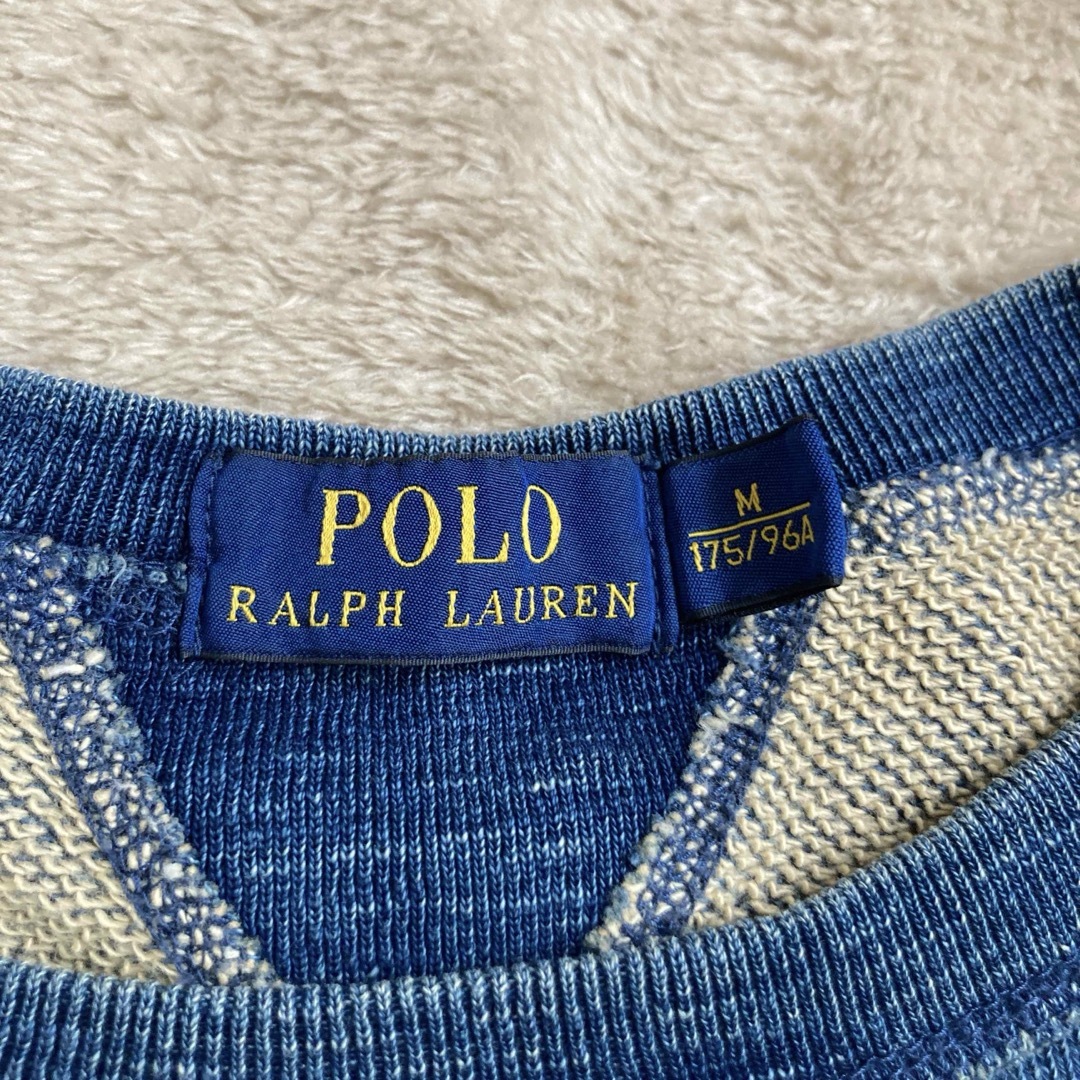 POLO
RALPH LAUREN
M
175/96A